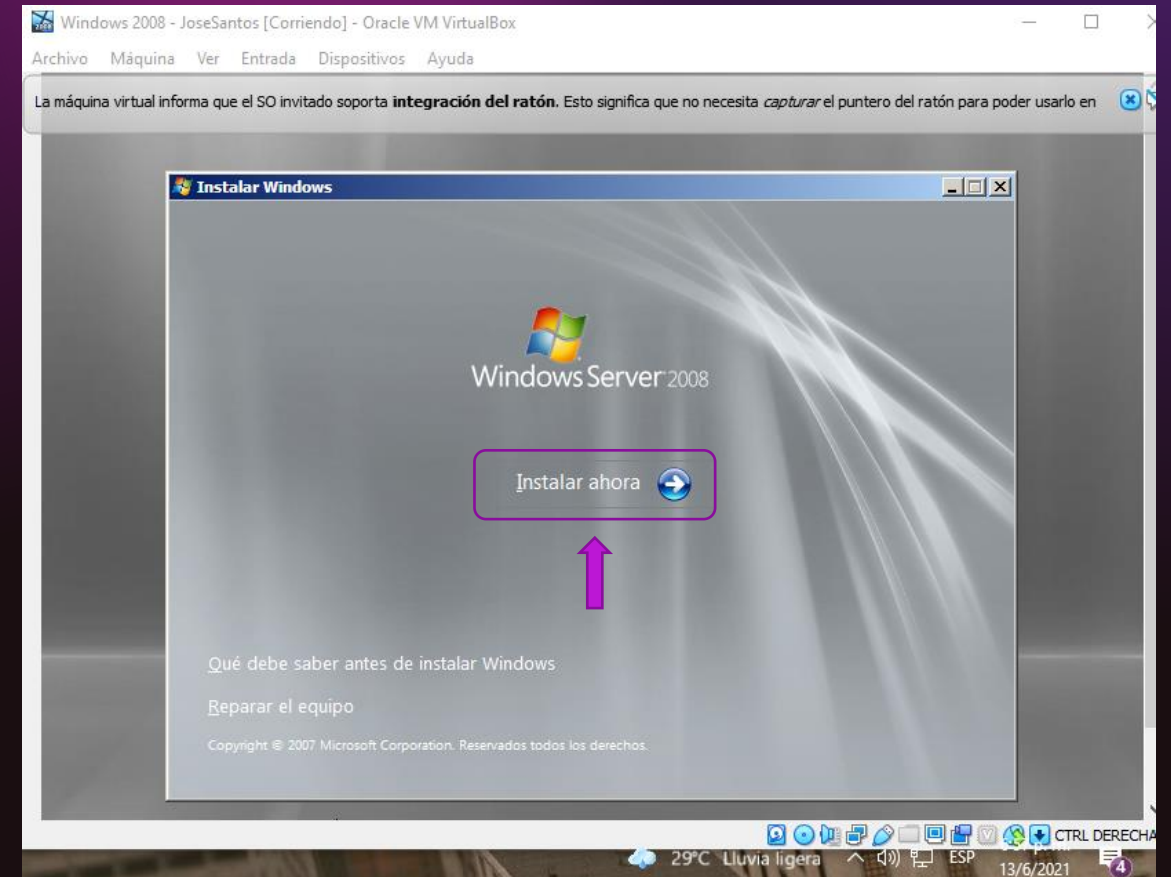 Windows 2008 - JoseSantos [Corriendo] - Oracle VM VirtualBox
Archivo Máquina Ver Entrada Dispositivos Ayuda
La máquina virtual informa que el SO invitado soporta integración del ratón. Esto significa que no necesita capturar el puntero del ratón para poder usarlo en
Instalar Windows
Windows Server 2008
Instalar ahora
Qué debe saber antes de instalar Windows
Reparar el equipo
Copyright © 2007 Microsoft Corporation. Reservados todos los derechos.
CTRL DERECHA
29°C Lluvia ligera ESP
13/6/2021 4